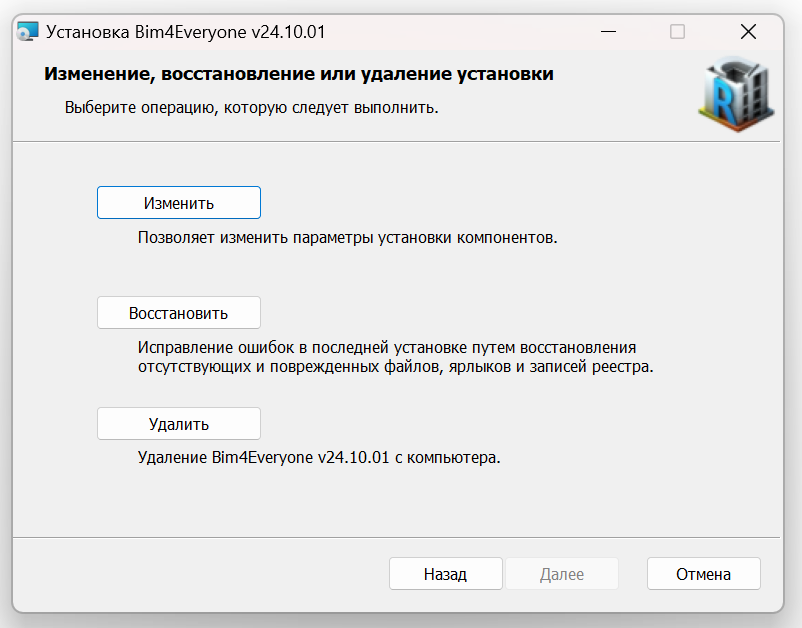 Установка Bim4Everyone v24.10.01
Изменение, восстановление или удаление установки
Выберите операцию, которую следует выполнить.
R
Изменить
Позволяет изменить параметры установки компонентов.
Восстановить
Исправление ошибок в последней установке путем восстановления
отсутствующих и поврежденных файлов, ярлыков и записей реестра.
Удалить
Удаление Bim4Everyone v24.10.01 с компьютера.
Назад
Далее
Отмена